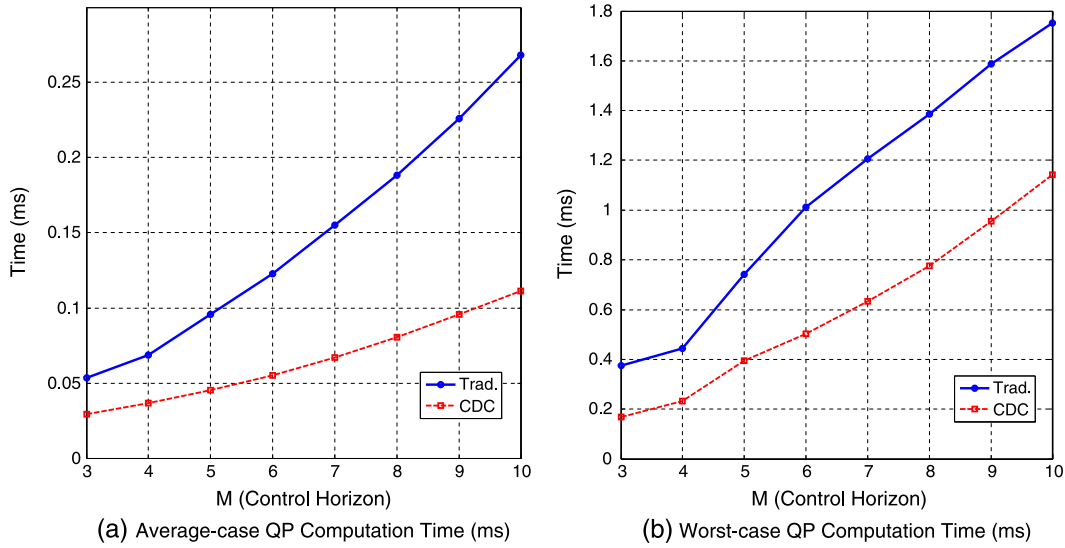 0.25
0.2
0.15
0.1
0.05
0
Time (ms)
3 4 5 6 7 8 9 10
M (Control Horizon)
Trad.
CDC
(a) Average-case QP Computation Time (ms)
1.8
1.6
1.4
1.2
1
0.8
0.6
0.4
0.2
0
Time (ms)
3 4 5 6 7 8 9 10
M (Control Horizon)
Trad.
CDC
(b) Worst-case QP Computation Time (ms)